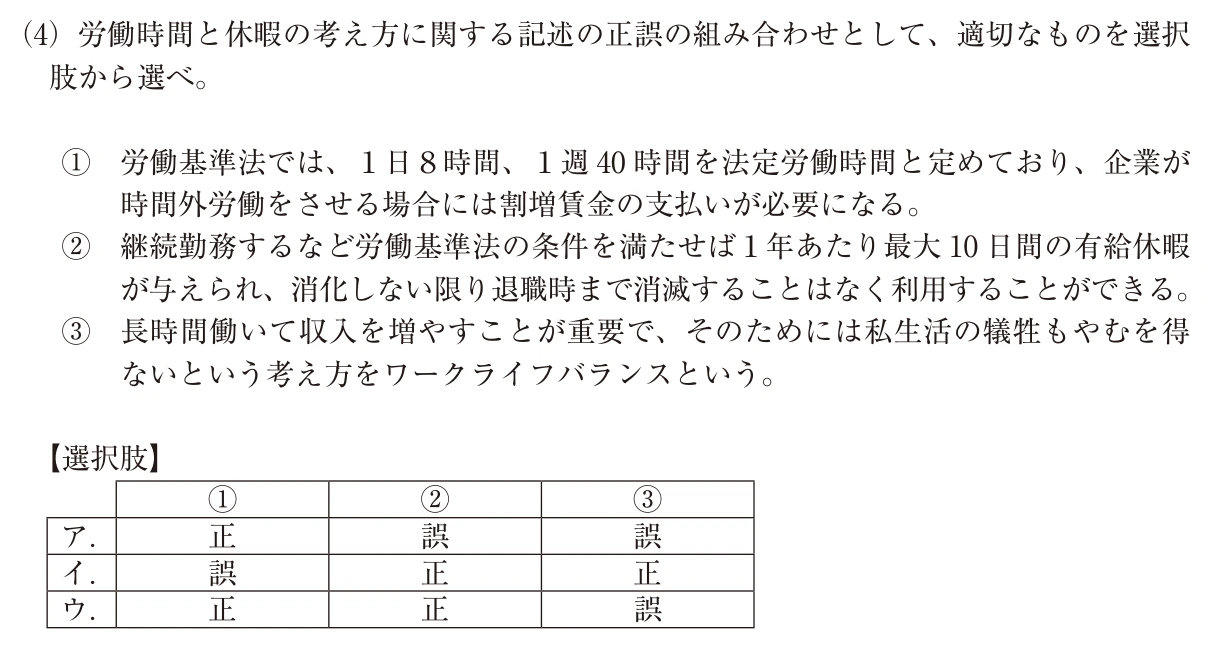 (4) 労働時間と休暇の考え方に関する記述の正誤の組み合わせとして、適切なものを選択
肢から選べ。
① 労働基準法では、1日8時間、1週40時間を法定労働時間と定めており、企業が
時間外労働をさせる場合には割増賃金の支払いが必要になる。
② 継続勤務するなど労働基準法の条件を満たせば1年あたり最大10日間の有給休暇
が与えられ、消化しない限り退職時まで消滅することはなく利用することができる。
③ 長時間働いて収入を増やすことが重要で、そのためには私生活の犠牲もやむを得
ないという考え方をワークライフバランスという。
【選択肢】
① ② ③
ア. 正 誤 誤
イ. 誤 正 正
ウ. 正 正 誤